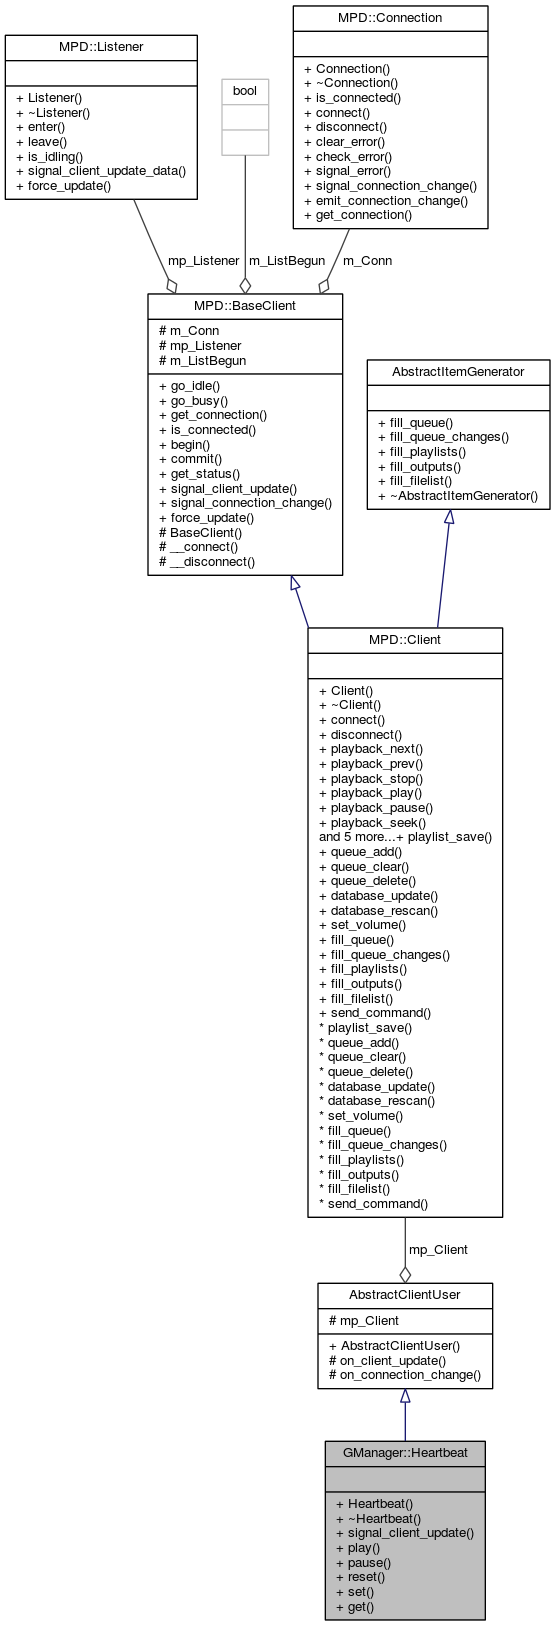 MPD::Listener
+ Listener()
+ ~Listener()
+ enter()
+ leave()
+ is_idling()
+ signal_client_update_data()
+ force_update()
bool
MPD::Connection
+ Connection()
+ ~Connection()
+ is_connected()
+ connect()
+ disconnect()
+ clear_error()
+ check_error()
+ signal_error()
+ signal_connection_change()
+ emit_connection_change()
+ get_connection()
mp_Listener
m_ListBegun
m_Conn
MPD::BaseClient
# m_Conn
# mp_Listener
# m_ListBegun
+ go_idle()
+ go_busy()
+ get_connection()
+ is_connected()
+ begin()
+ commit()
+ get_status()
+ signal_client_update()
+ signal_connection_change()
+ force_update()
# BaseClient()
# __connect()
# __disconnect()
AbstractItemGenerator
+ fill_queue()
+ fill_queue_changes()
+ fill_playlists()
+ fill_outputs()
+ fill_filelist()
+ ~AbstractItemGenerator()
MPD::Client
+ Client()
+ ~Client()
+ connect()
+ disconnect()
+ playback_next()
+ playback_prev()
+ playback_stop()
+ playback_play()
+ playback_pause()
+ playback_seek()
and 5 more...+ playlist_save()
+ queue_add()
+ queue_clear()
+ queue_delete()
+ database_update()
+ database_rescan()
+ set_volume()
+ fill_queue()
+ fill_queue_changes()
+ fill_playlists()
+ fill_outputs()
+ fill_filelist()
+ send_command()
* playlist_save()
* queue_add()
* queue_clear()
* queue_delete()
* database_update()
* database_rescan()
* set_volume()
* fill_queue()
* fill_queue_changes()
* fill_playlists()
* fill_outputs()
* fill_filelist()
* send_command()
mp_Client
AbstractClientUser
# mp_Client
+ AbstractClientUser()
# on_client_update()
# on_connection_change()
GManager::Heartbeat
+ Heartbeat()
+ ~Heartbeat()
+ signal_client_update()
+ play()
+ pause()
+ reset()
+ set()
+ get()